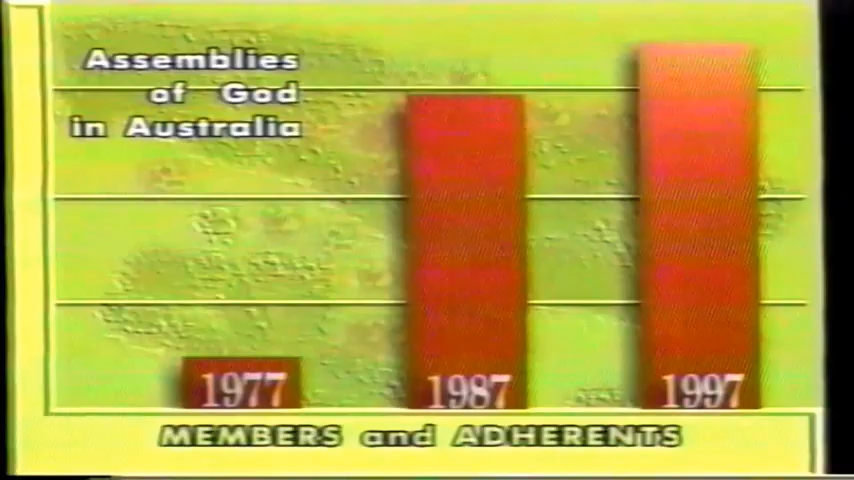 Assemblies
of God
in Australia
1977 1987 1997
MEMBERS and ADHERENTS